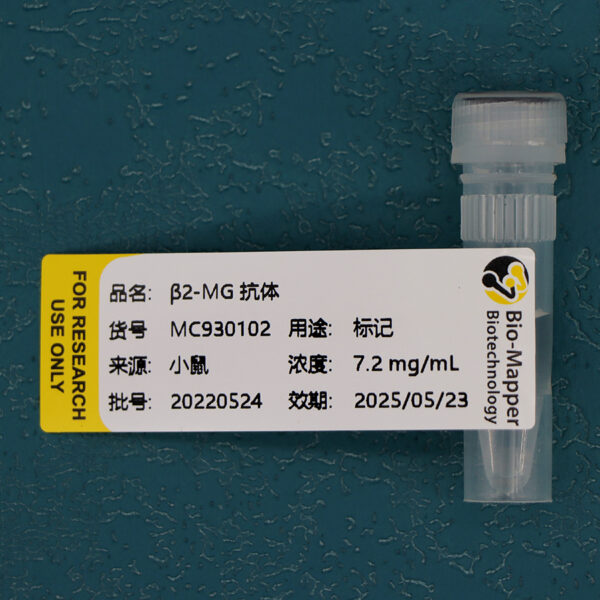 FOR RESEARCH
USE ONLY
品名: β2-MG 抗体
货号 MC930102 用途: 标记
来源: 小鼠 浓度: 7.2 mg/mL
批号: 20220524 效期: 2025/05/23
Bio-Mapper
Biotechnology